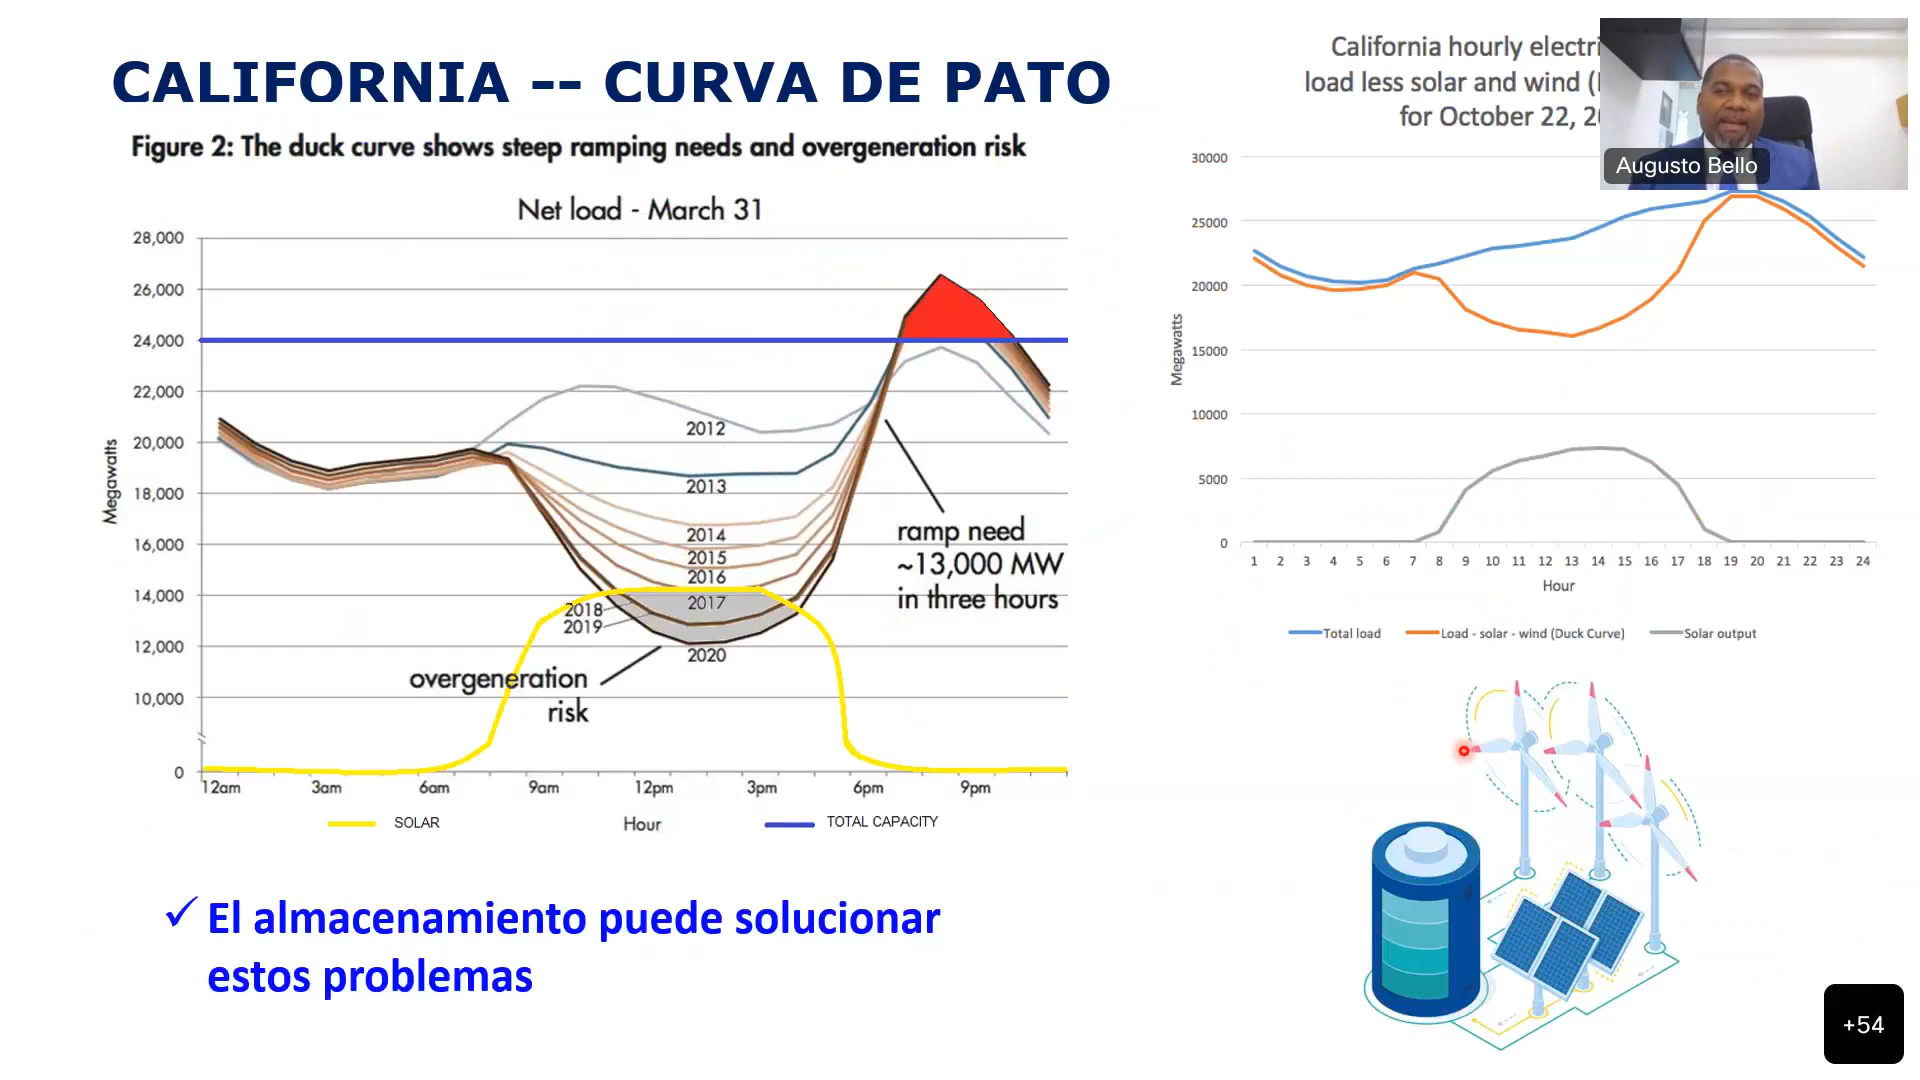 CALIFORNIA -- CURVA DE PATO
Figure 2: The duck curve shows steep ramping needs and overgeneration risk
Net load - March 31
28,000
26,000
24,000
22,000
20,000
18,000
16,000
14,000
12,000
10,000
0
Megawatts
2012
2013
2014
2015
2016
2017
2018
2019
2020
ramp need
~13,000 MW
in three hours
overgeneration
risk
12am 3am 6am 9am 12pm 3pm 6pm 9pm
SOLAR
Hour
TOTAL CAPACITY
✓ El almacenamiento puede solucionar
estos problemas
California hourly
load less solar and wind
for October 22,
Augusto Bello
30000
25000
20000
15000
10000
5000
0
Megawatts
1 2 3 4 5 6 7 8 9 10 11 12 13 14 15 16 17 18 19 20 21 22 23 24
Hour
Total load
Load - solar - wind (Duck Curve)
Solar output
+54